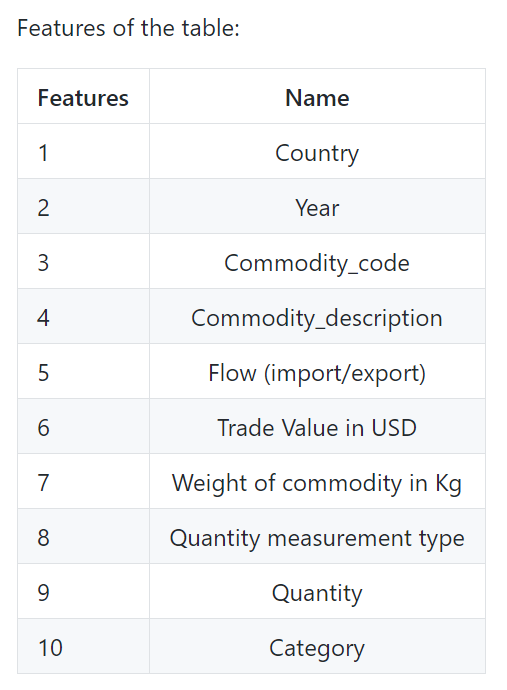 Features of the table:
Features Name
1 Country
2 Year
3 Commodity_code
4 Commodity_description
5 Flow (import/export)
6 Trade Value in USD
7 Weight of commodity in Kg
8 Quantity measurement type
9 Quantity
10 Category